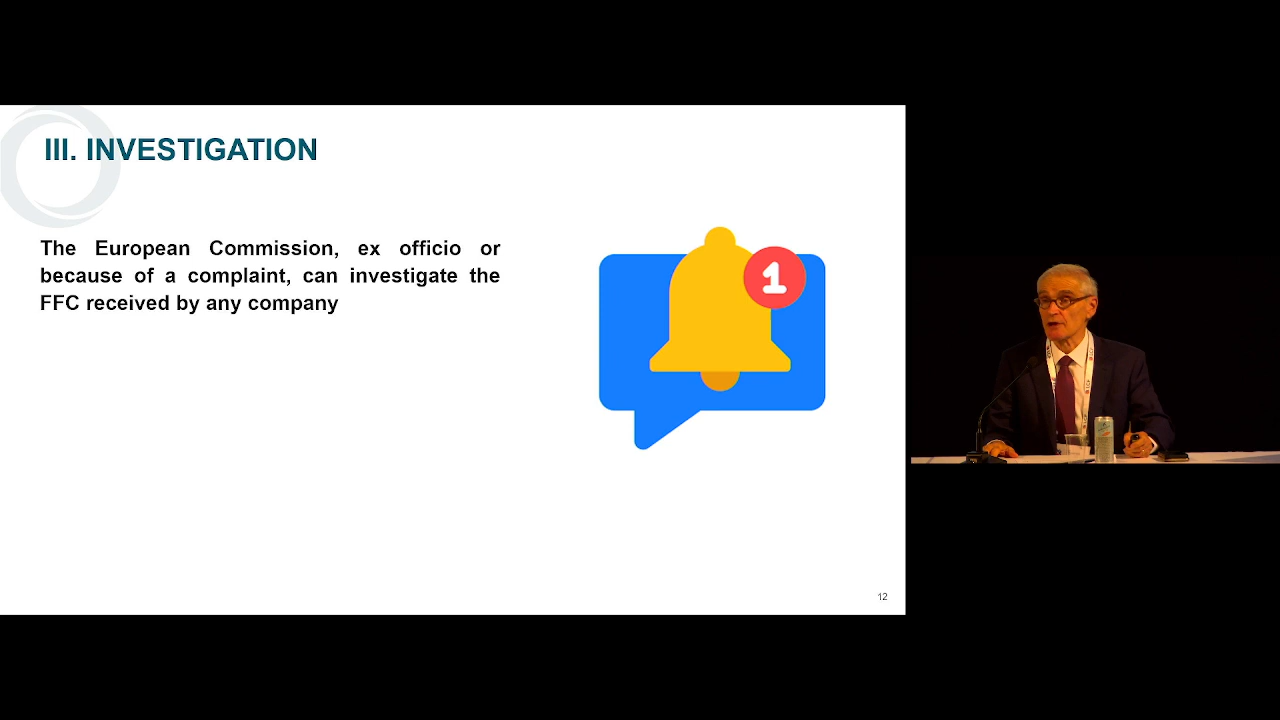 III. INVESTIGATION
The European Commission, ex officio or
because of a complaint, can investigate the
FFC received by any company
1
12